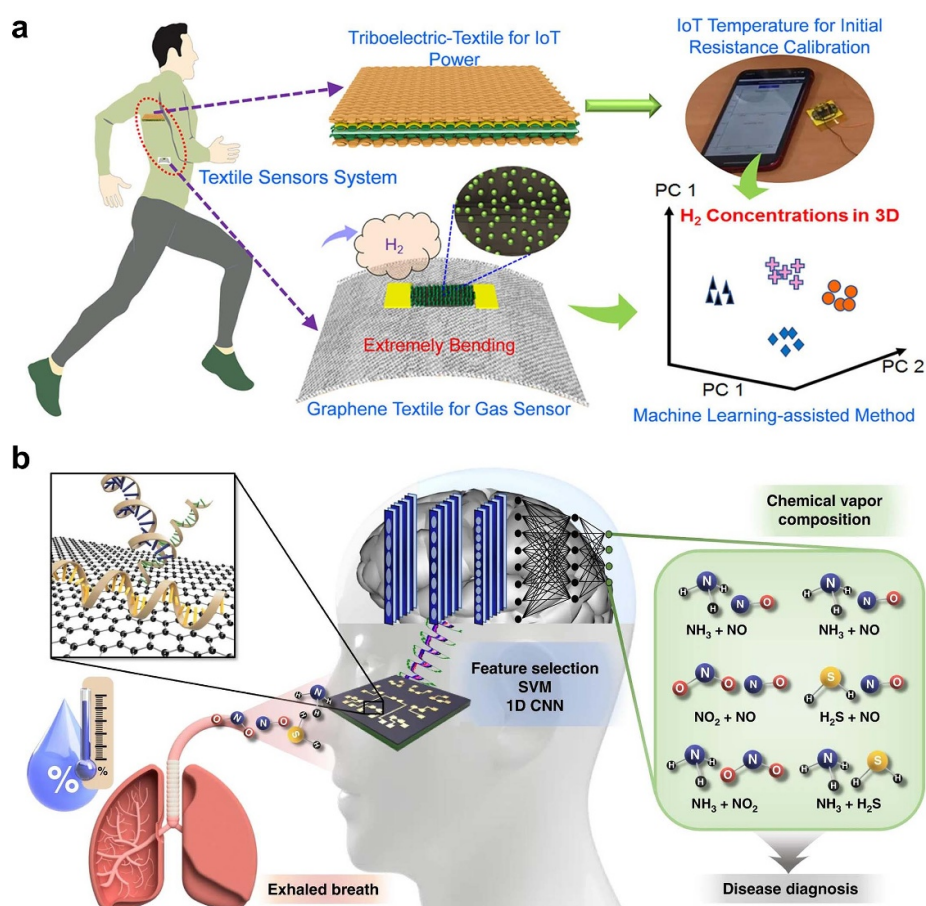 a
Triboelectric-Textile for IoT
Power
IoT Temperature for Initial
Resistance Calibration
Textile Sensors System
H₂
Extremely Bending
Graphene Textile for Gas Sensor
PC 1
H₂ Concentrations in 3D
PC 1
PC 2
Machine Learning-assisted Method
b
Chemical vapor
composition
Feature selection
SVM
1D CNN
%
%
O N N O H N H H S H
Exhaled breath
N H H H N O
NH₃ + NO
N H H H N O
NH₃ + NO
O N O N O
NO₂ + NO
S H H N O
H₂S + NO
N H H H O N O
NH₃ + NO₂
N H H H S H H
NH₃ + H₂S
Disease diagnosis